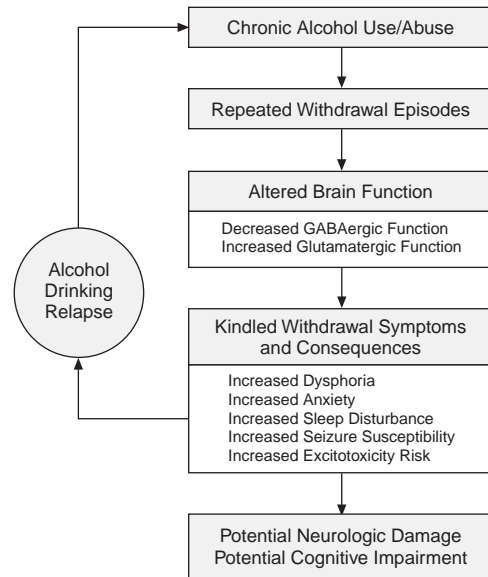 Chronic Alcohol Use/Abuse
Repeated Withdrawal Episodes
Altered Brain Function
Decreased GABAergic Function
Increased Glutamatergic Function
Alcohol
Drinking
Relapse
Kindled Withdrawal Symptoms
and Consequences
Increased Dysphoria
Increased Anxiety
Increased Sleep Disturbance
Increased Seizure Susceptibility
Increased Excitotoxicity Risk
Potential Neurologic Damage
Potential Cognitive Impairment